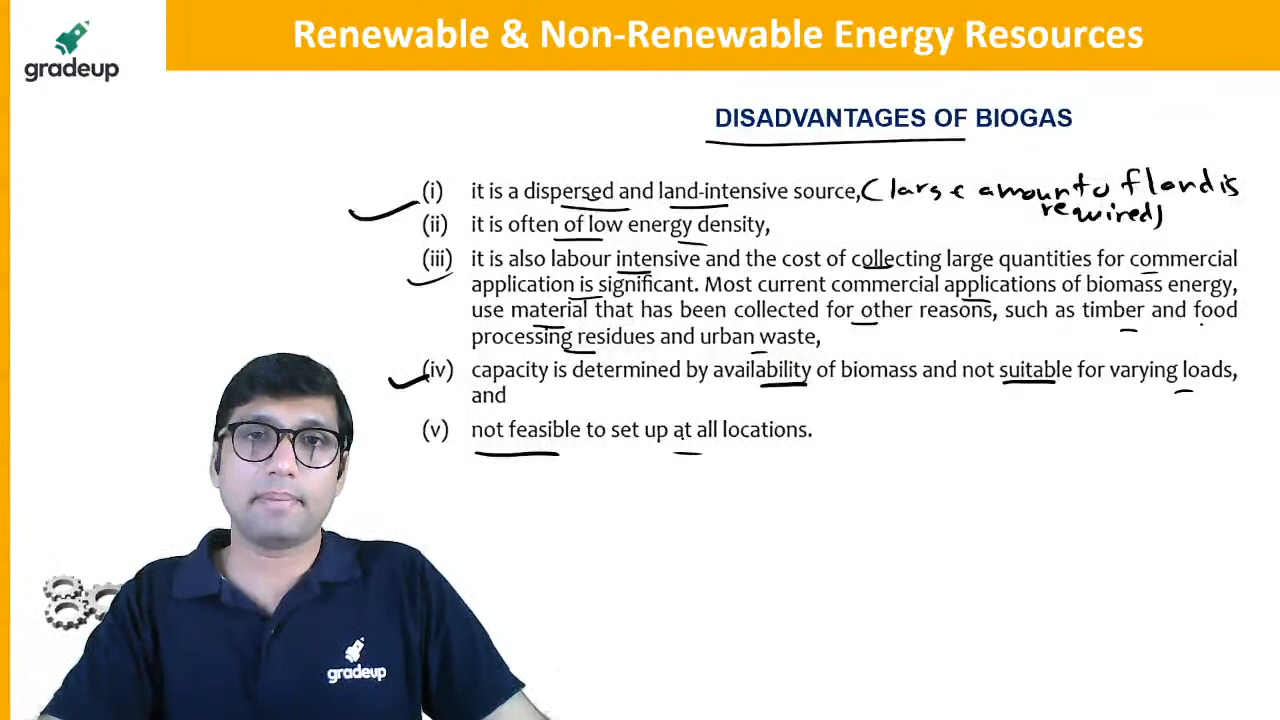 gradeup
Renewable & Non-Renewable Energy Resources
DISADVANTAGES OF BIOGAS
(i) it is a dispersed and land-intensive source, (large amount of land is
required)
(ii) it is often of low energy density,
(iii) it is also labour intensive and the cost of collecting large quantities for commercial
application is significant. Most current commercial applications of biomass energy,
use material that has been collected for other reasons, such as timber and food
processing residues and urban waste,
(iv) capacity is determined by availability of biomass and not suitable for varying loads,
and
(v) not feasible to set up at all locations.
gradeup